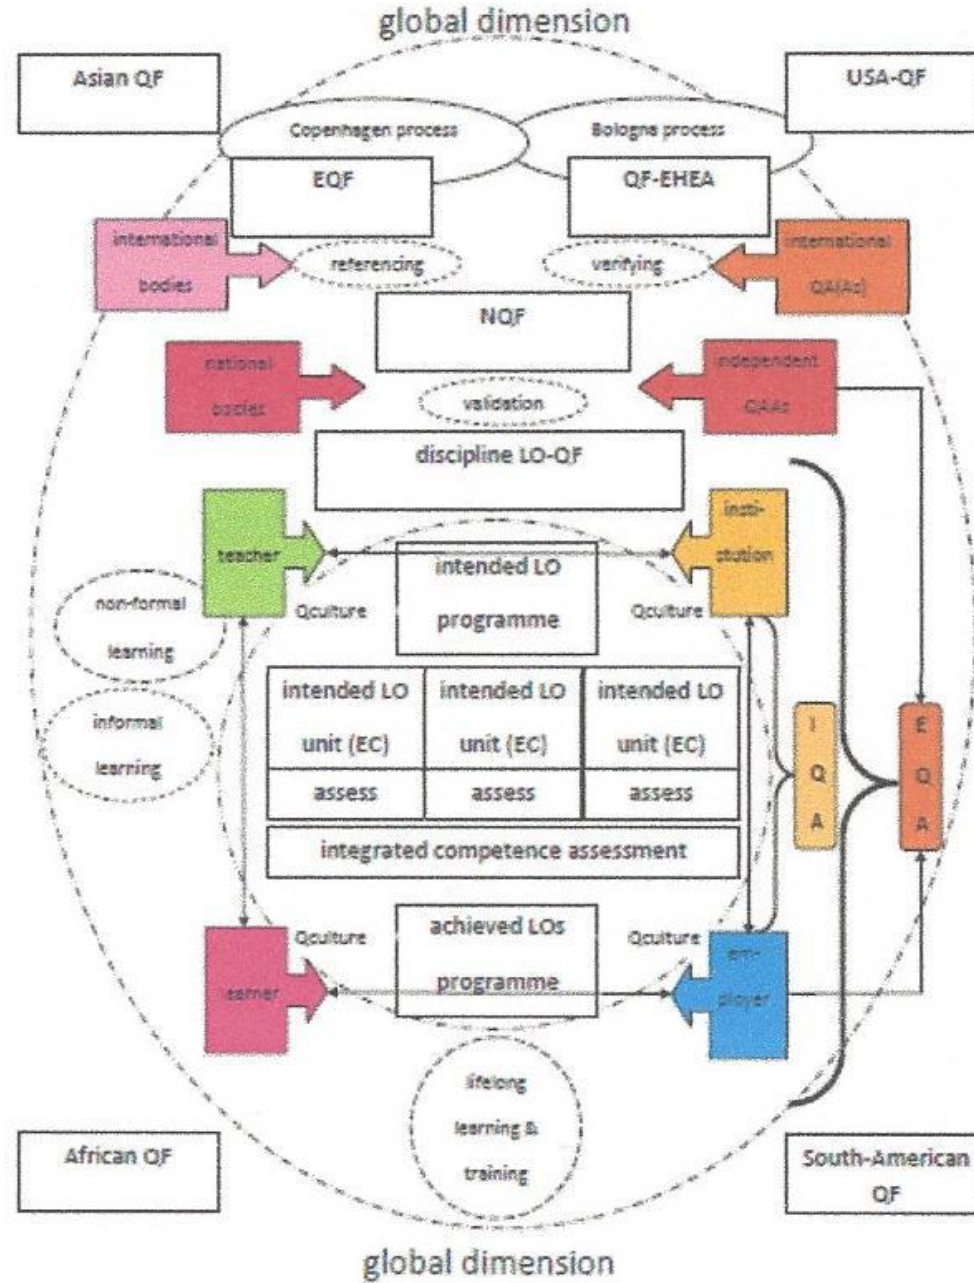 global dimension
Asian QF
USA-QF
Copenhagen process
Bologna process
EQF
QF-EHEA
international
bodies
international
QA(As)
referencing
verifying
NQF
national
bodies
independent
QAAs
validation
discipline LO-QF
teacher
insti-
stution
intended LO
programme
non-formal
learning
Qculture
Qculture
intended LO
unit (EC)
assess
intended LO
unit (EC)
assess
intended LO
unit (EC)
assess
informal
learning
I
Q
A
E
Q
A
integrated competence assessment
Qculture
Qculture
achieved LOs
programme
learner
em-
ployer
lifelong
learning &
training
African QF
South-American
QF
global dimension